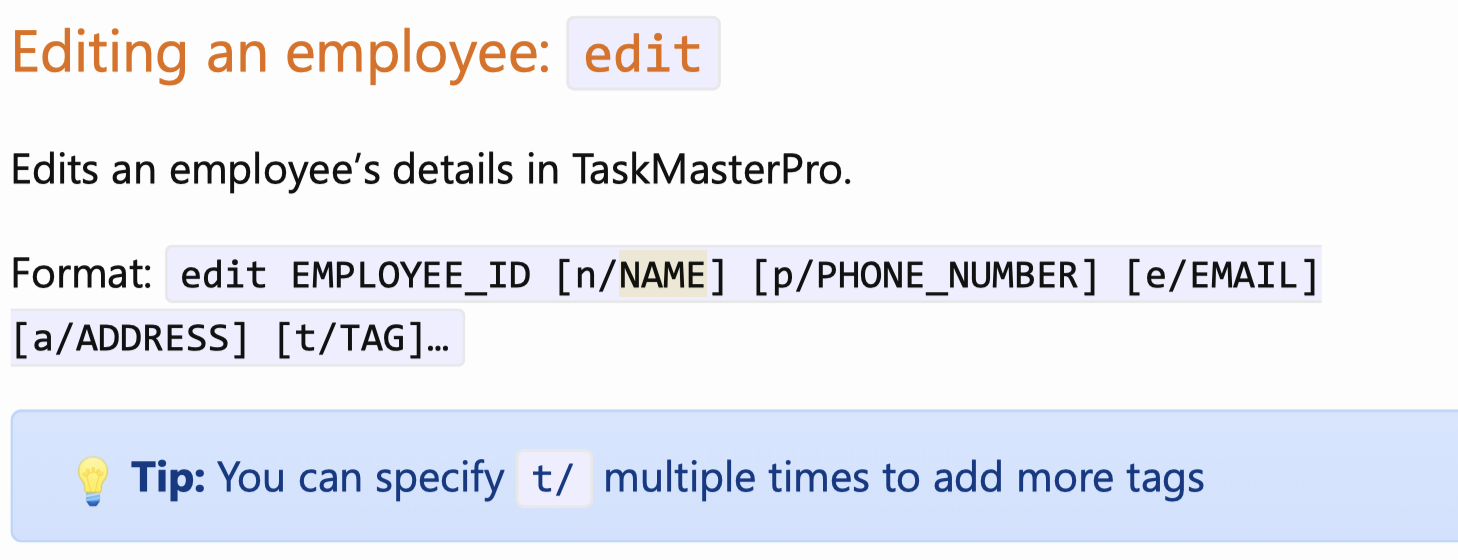 Editing an employee: edit
Edits an employee’s details in TaskMasterPro.
Format: edit EMPLOYEE_ID [n/NAME] [p/PHONE_NUMBER] [e/EMAIL]
[a/ADDRESS] [t/TAG]…
Tip: You can specify t/ multiple times to add more tags